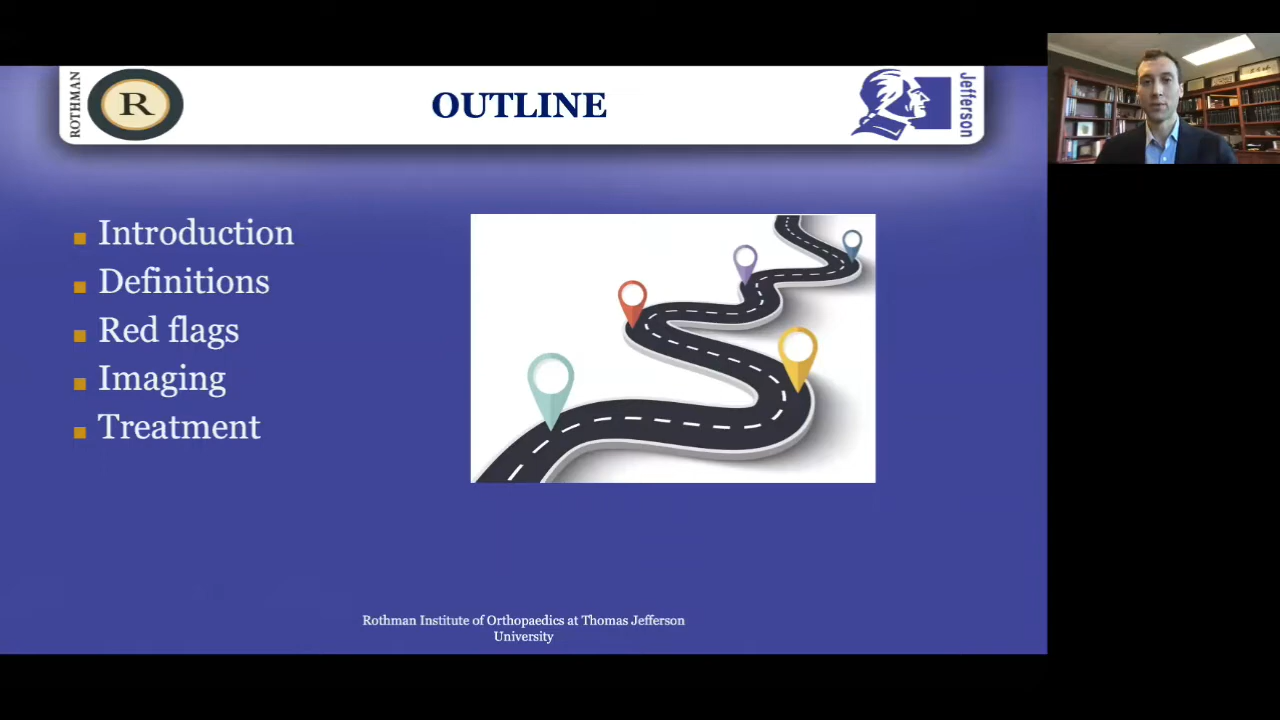 ROTHMAN
R
OUTLINE
Jefferson
Introduction
Definitions
Red flags
Imaging
Treatment
Rothman Institute of Orthopaedics at Thomas Jefferson
University